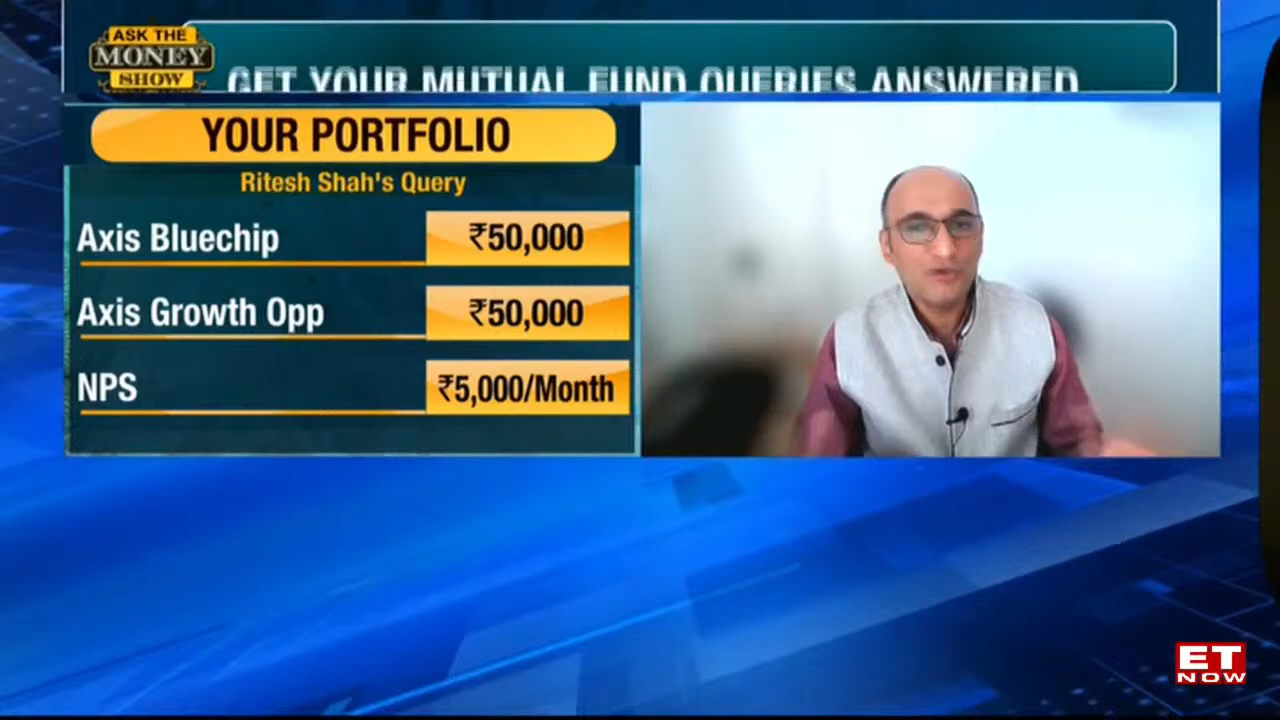 ASK THE
MONEY
SHOW
GET YOUR MUTUAL FUND QUERIES ANSWERED
YOUR PORTFOLIO
Ritesh Shah's Query
Axis Bluechip ₹50,000
Axis Growth Opp ₹50,000
NPS ₹5,000/Month
ET
NOW